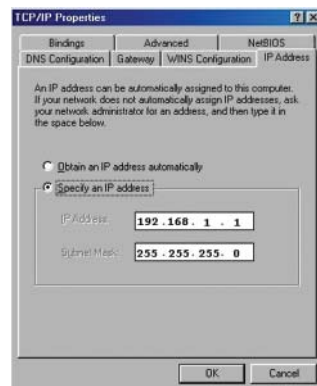 TCP/IP Properties
Bindings Advanced NetBIOS
DNS Configuration Gateway WINS Configuration IP Address
An IP address can be automatically assigned to this computer.
If your network does not automatically assign IP addresses, ask
your network administrator for an address, and then type it in
the space below.
Obtain an IP address automatically
Specify an IP address
IP Address: 192 . 168 . 1 . 1
Subnet Mask: 255 . 255 . 255 . 0
OK Cancel